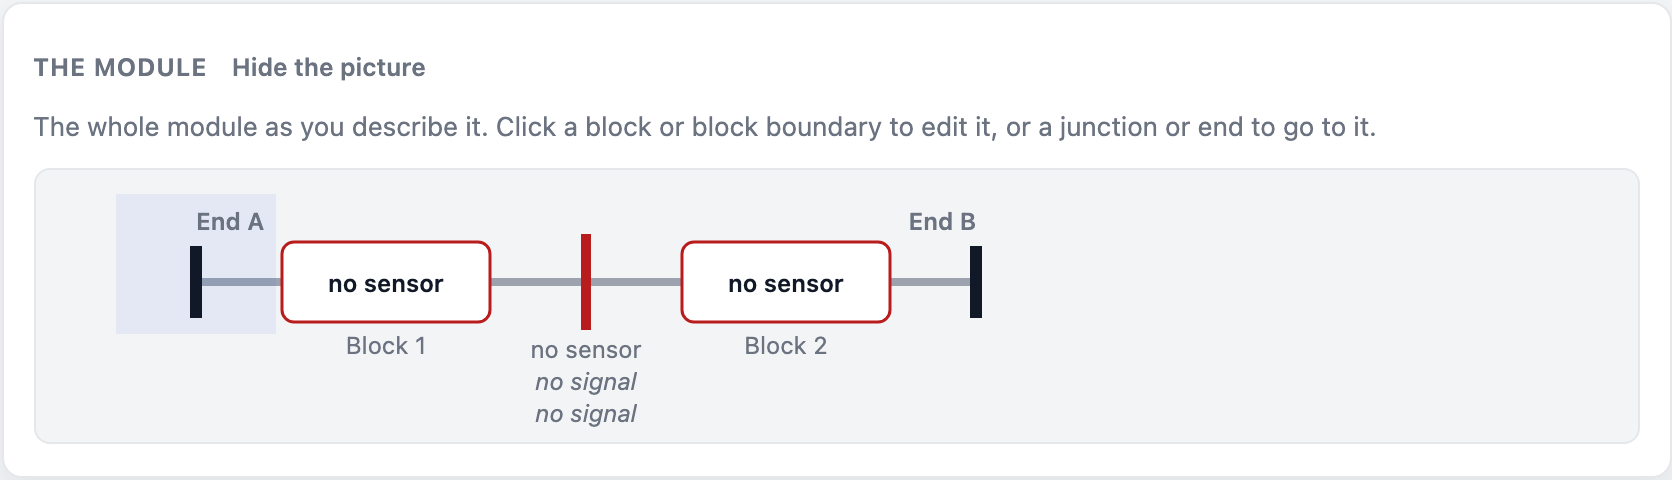 THE MODULE Hide the picture
The whole module as you describe it. Click a block or block boundary to edit it, or a junction or end to go to it.
End A
End B
no sensor
no sensor
Block 1
no sensor
Block 2
no signal
no signal